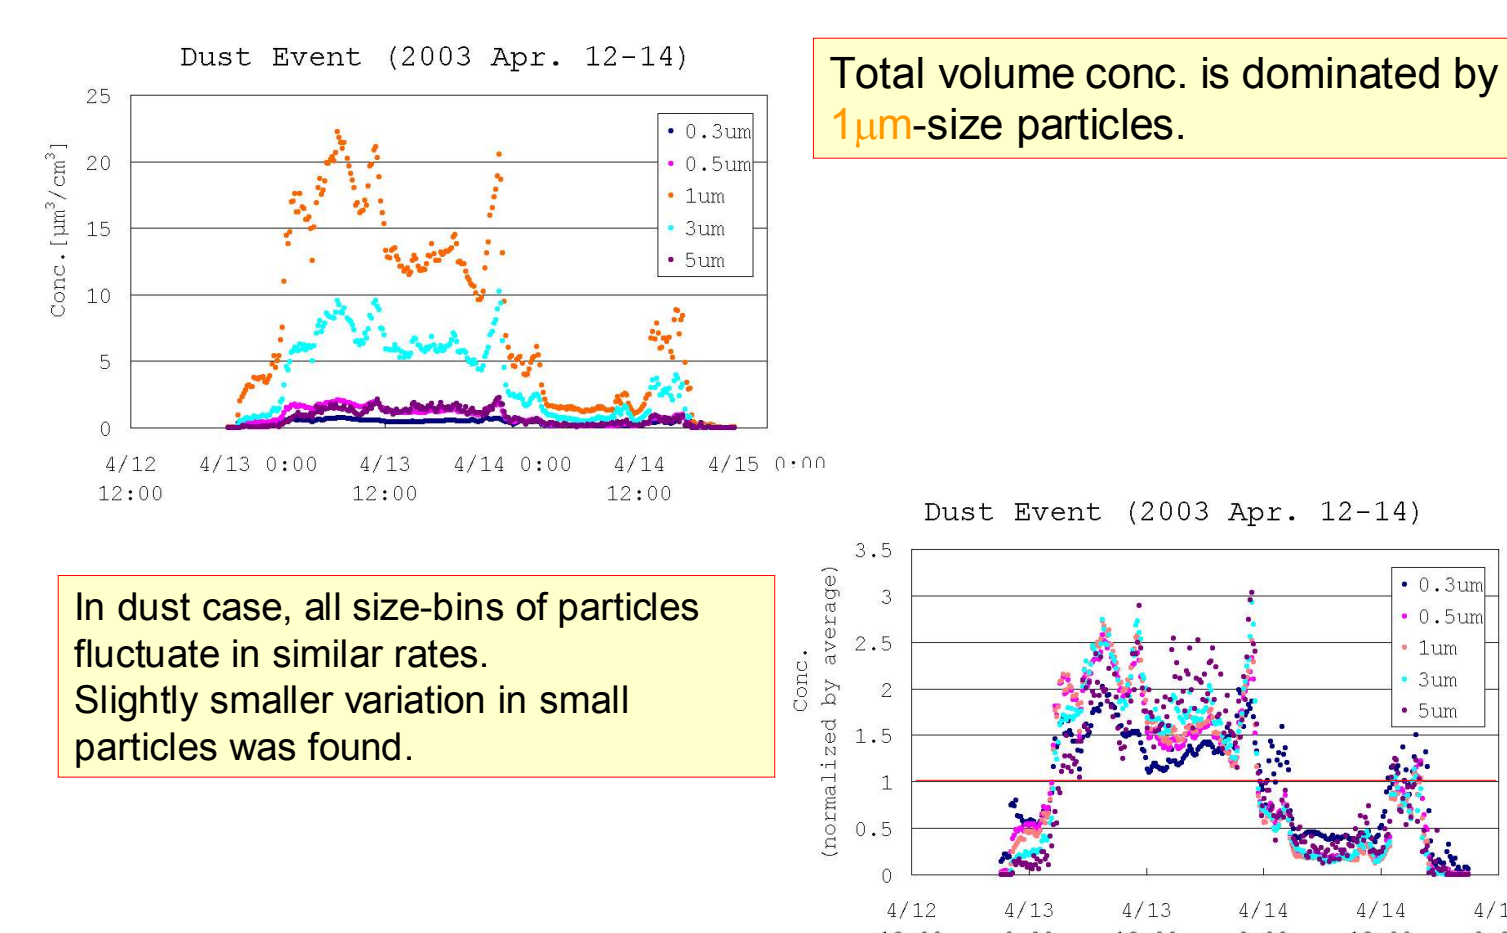 Dust Event (2003 Apr. 12-14)
Total volume conc. is dominated by
1μm-size particles.
Conc.[μm³/cm³]
25
20
15
10
5
0
0.3um
0.5um
1um
3um
5um
4/12 4/13 0:00 4/13 4/14 0:00 4/14 4/15 0:00
12:00 12:00 12:00
In dust case, all size-bins of particles
fluctuate in similar rates.
Slightly smaller variation in small
particles was found.
Dust Event (2003 Apr. 12-14)
Conc.
(normalized by average)
3.5
3
2.5
2
1.5
1
0.5
0
0.3um
0.5um
1um
3um
5um
4/12 4/13 4/13 4/14 4/14